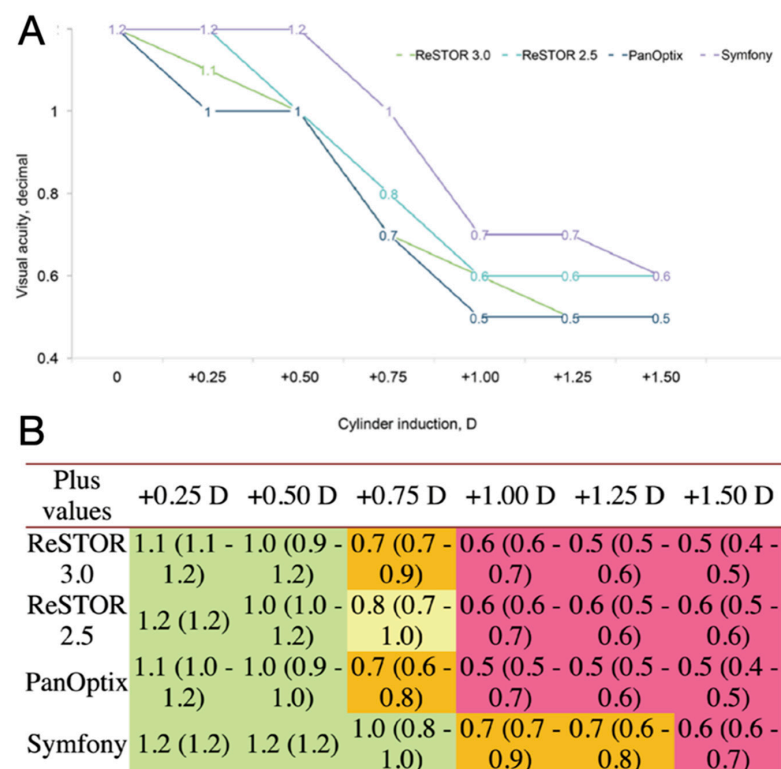 A
1.2 1.2 1.2
ReSTOR 3.0 ReSTOR 2.5 PanOptix Symfony
1.1
1 1 1 1
0.8 0.8
0.7 0.7 0.7
0.6 0.6 0.6 0.6
0.5 0.5 0.5
0.4
Visual acuity, decimal
0 +0.25 +0.50 +0.75 +1.00 +1.25 +1.50
Cylinder induction, D
B
Plus values +0.25 D +0.50 D +0.75 D +1.00 D +1.25 D +1.50 D
ReSTOR 1.1 (1.1 - 1.0 (0.9 - 0.7 (0.7 - 0.6 (0.6 - 0.5 (0.5 - 0.5 (0.4 -
3.0 1.2) 1.2) 0.9) 0.7) 0.6) 0.5)
ReSTOR 2.5 1.2 (1.2) 1.0 (1.0 - 1.2) 0.8 (0.7 - 1.0) 0.6 (0.6 - 0.7) 0.6 (0.5 - 0.6) 0.6 (0.5 - 0.6)
PanOptix 1.1 (1.0 - 1.2) 1.0 (0.9 - 1.0) 0.7 (0.6 - 0.8) 0.5 (0.5 - 0.7) 0.5 (0.5 - 0.6) 0.5 (0.4 - 0.5)
Symfony 1.2 (1.2) 1.2 (1.2) 1.0 (0.8 - 1.0) 0.7 (0.7 - 0.9) 0.7 (0.6 - 0.8) 0.6 (0.6 - 0.7)